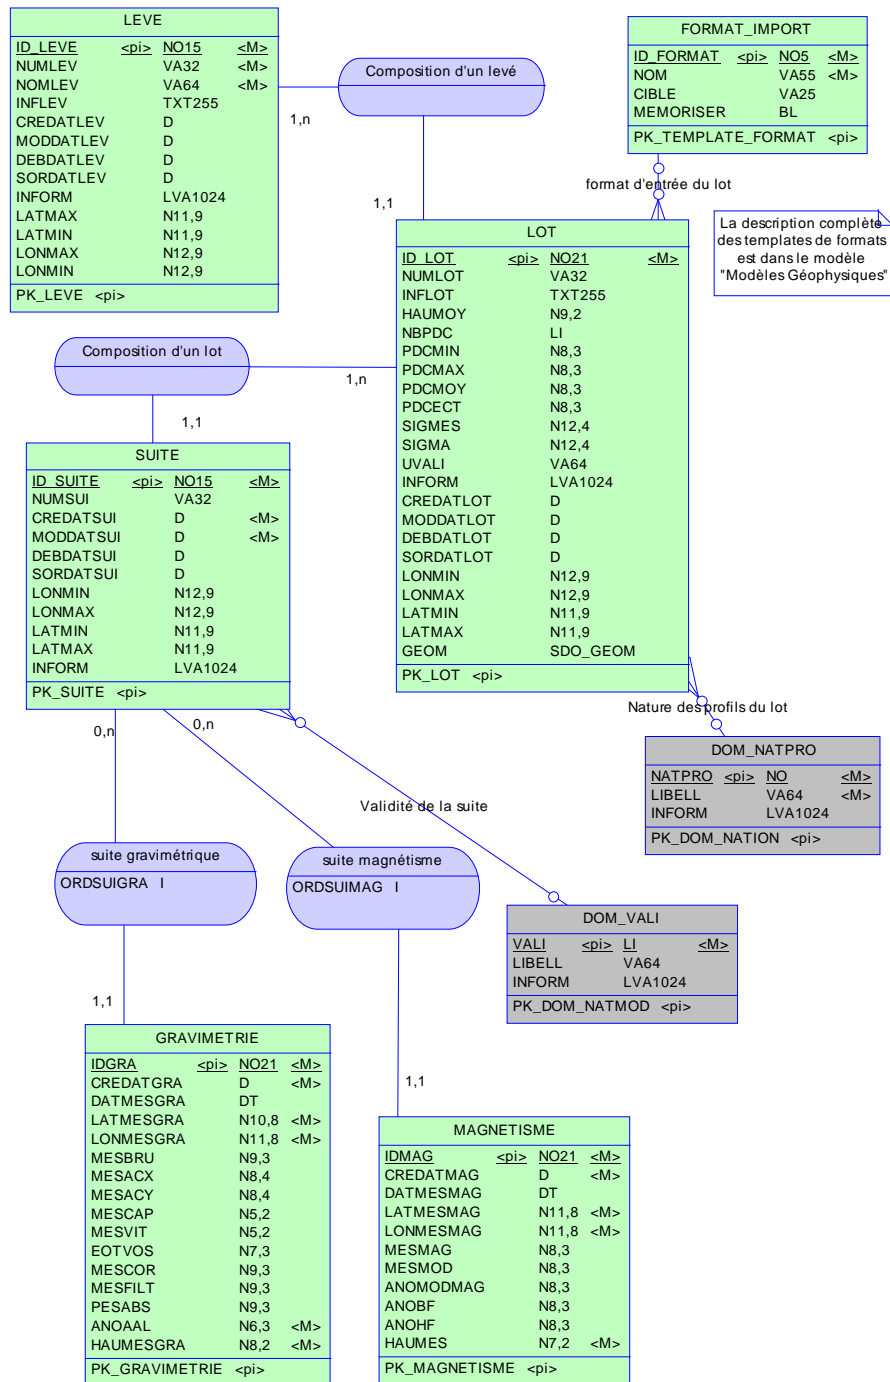 LEVE
ID_LEVE <pi> NO15 <M>
NUMLEV VA32 <M>
NOMLEV VA64 <M>
INFLEV TXT255
CREDATLEV D
MODDATLEV D
DEBDATLEV D
SORDATLEV D
INFORM LVA1024
LATMAX N11,9
LATMIN N11,9
LONMAX N12,9
LONMIN N12,9
PK_LEVE <pi>
Composition d'un levé
1,n
1,1
FORMAT_IMPORT
ID_FORMAT <pi> NO5 <M>
NOM VA55 <M>
CIBLE VA25
MEMORISER BL
PK_TEMPLATE_FORMAT <pi>
format d'entrée du lot
La description complète
des templates de formats
est dans le modèle
"Modèles Géophysiques"
LOT
ID_LOT <pi> NO21 <M>
NUMLOT VA32
INFLOT TXT255
HAUMOY N9,2
NBPDC LI
PDCMIN N8,3
PDCMAX N8,3
PDCMOY N8,3
PDCECT N8,3
SIGMES N12,4
SIGMA N12,4
UVALI VA64
INFORM LVA1024
CREDATLOT D
MODDATLOT D
DEBDATLOT D
SORDATLOT D
LONMIN N12,9
LONMAX N12,9
LATMIN N11,9
LATMAX N11,9
GEOM SDO_GEOM
PK_LOT <pi>
Composition d'un lot
1,n
1,1
SUITE
ID_SUITE <pi> NO15 <M>
NUMSUI VA32
CREDATSUI D <M>
MODDATSUI D <M>
DEBDATSUI D
SORDATSUI D
LONMIN N12,9
LONMAX N12,9
LATMIN N11,9
LATMAX N11,9
INFORM LVA1024
PK_SUITE <pi>
0,n
0,n
Nature des profils du lot
DOM_NATPRO
NATPRO <pi> NO <M>
LIBELL VA64 <M>
INFORM LVA1024
PK_DOM_NATION <pi>
Validité de la suite
suite gravimétrique
ORDSUIGRA I
suite magnétisme
ORDSUIMAG I
DOM_VALI
VALI <pi> LI <M>
LIBELL VA64
INFORM LVA1024
PK_DOM_NATMOD <pi>
1,1
1,1
GRAVIMETRIE
IDGRA <pi> NO21 <M>
CREDATGRA D <M>
DATMESGRA DT
LATMESGRA N10,8 <M>
LONMESGRA N11,8 <M>
MESBRU N9,3
MESACX N8,4
MESACY N8,4
MESCAP N5,2
MESVIT N5,2
EOTVOS N7,3
MESCOR N9,3
MESFILT N9,3
PESABS N9,3
ANOAAL N6,3 <M>
HAUMESGRA N8,2 <M>
PK_GRAVIMETRIE <pi>
MAGNETISME
IDMAG <pi> NO21 <M>
CREDATMAG D <M>
DATMESMAG DT
LATMESMAG N11,8 <M>
LONMESMAG N11,8 <M>
MESMAG N8,3
MESMOD N8,3
ANOMODMAG N8,3
ANOBF N8,3
ANOHF N8,3
HAUMES N7,2 <M>
PK_MAGNETISME <pi>